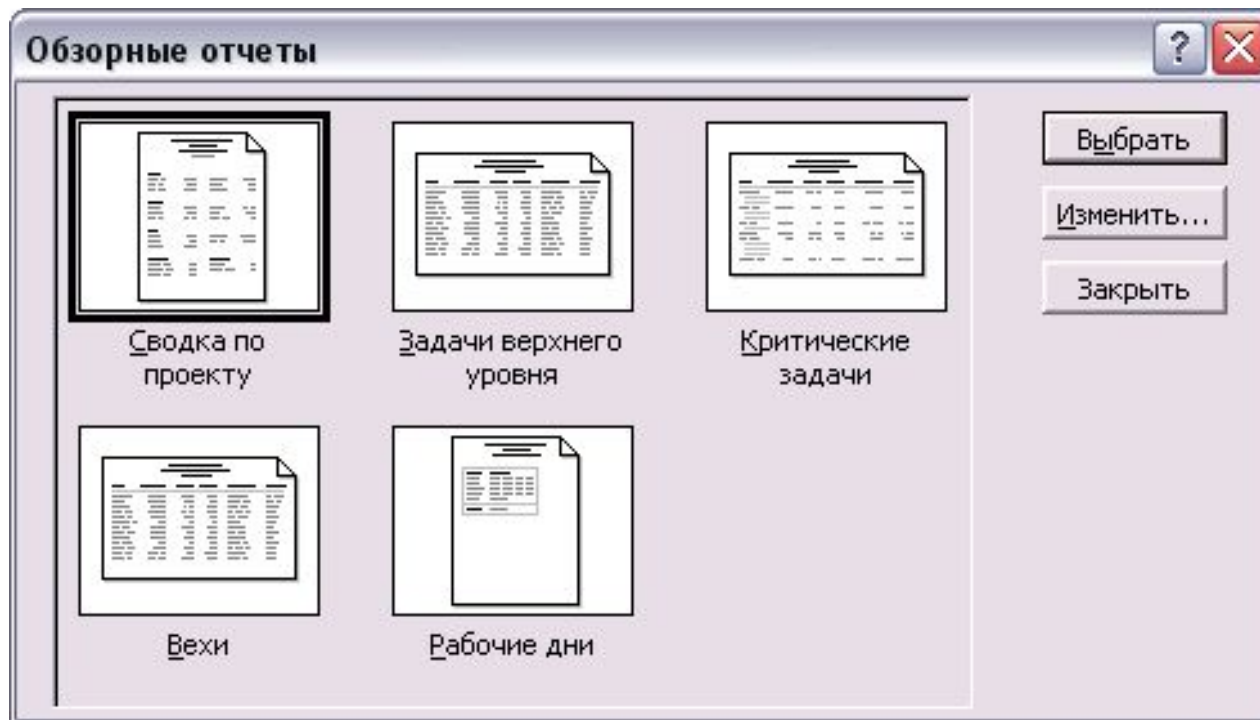 Обзорные отчеты
?
Выбрать
Изменить...
Закрыть
Сводка по
проекту
Задачи верхнего
уровня
Критические
задачи
Вехи
Рабочие дни